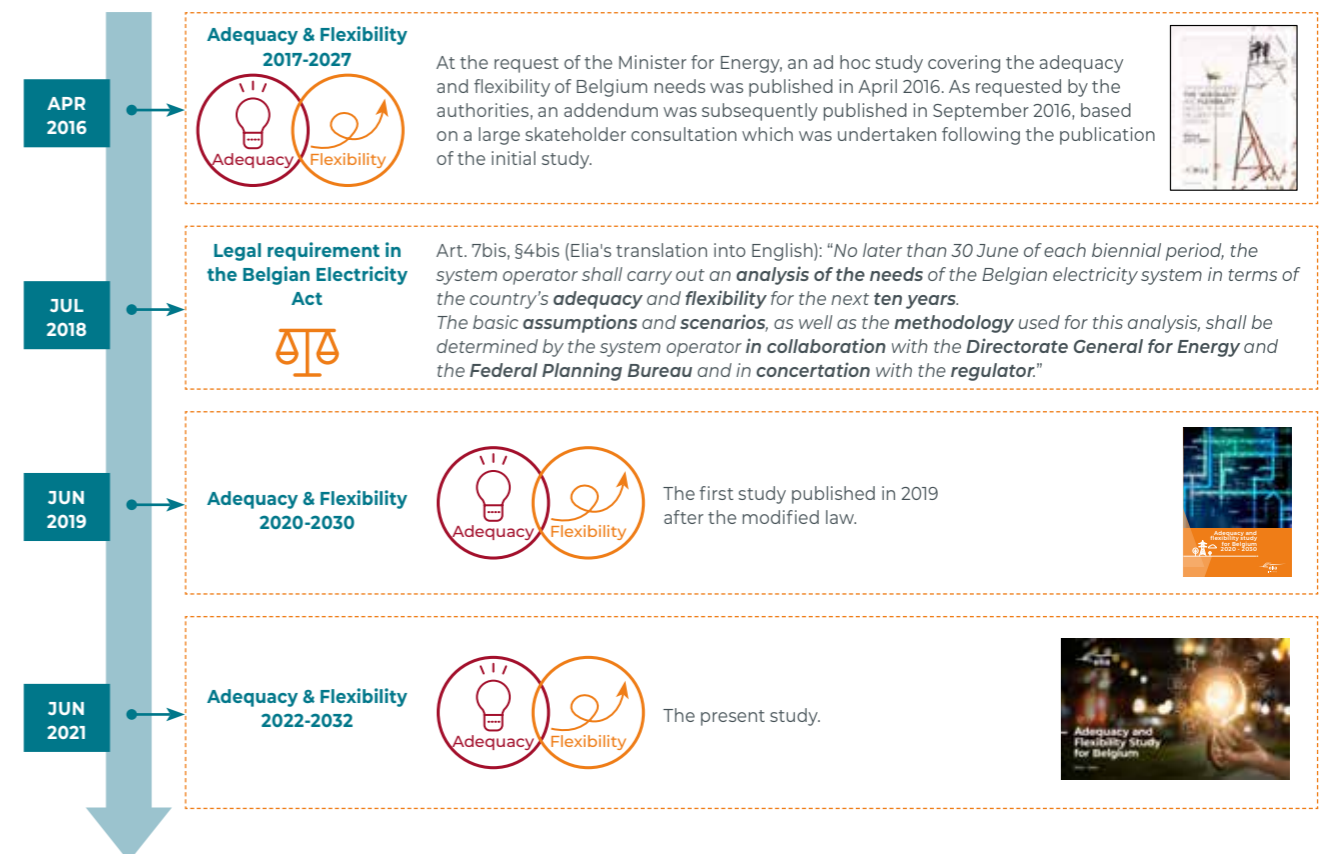 APR
2016
Adequacy & Flexibility
2017-2027
Adequacy
Flexibility
At the request of the Minister for Energy, an ad hoc study covering the adequacy
and flexibility of Belgium needs was published in April 2016. As requested by the
authorities, an addendum was subsequently published in September 2016, based
on a large skateholder consultation which was undertaken following the publication
of the initial study.
JUL
2018
Legal requirement in
the Belgian Electricity
Act
Art. 7bis, §4bis (Elia's translation into English): “No later than 30 June of each biennial period, the
system operator shall carry out an analysis of the needs of the Belgian electricity system in terms of
the country’s adequacy and flexibility for the next ten years.
The basic assumptions and scenarios, as well as the methodology used for this analysis, shall be
determined by the system operator in collaboration with the Directorate General for Energy and
the Federal Planning Bureau and in concertation with the regulator.”
JUN
2019
Adequacy & Flexibility
2020-2030
Adequacy
Flexibility
The first study published in 2019
after the modified law.
Adequacy and
flexibility study
for Belgium
2020 - 2030
elia
JUN
2021
Adequacy & Flexibility
2022-2032
Adequacy
Flexibility
The present study.
elia
Adequacy and
Flexibility Study
for Belgium